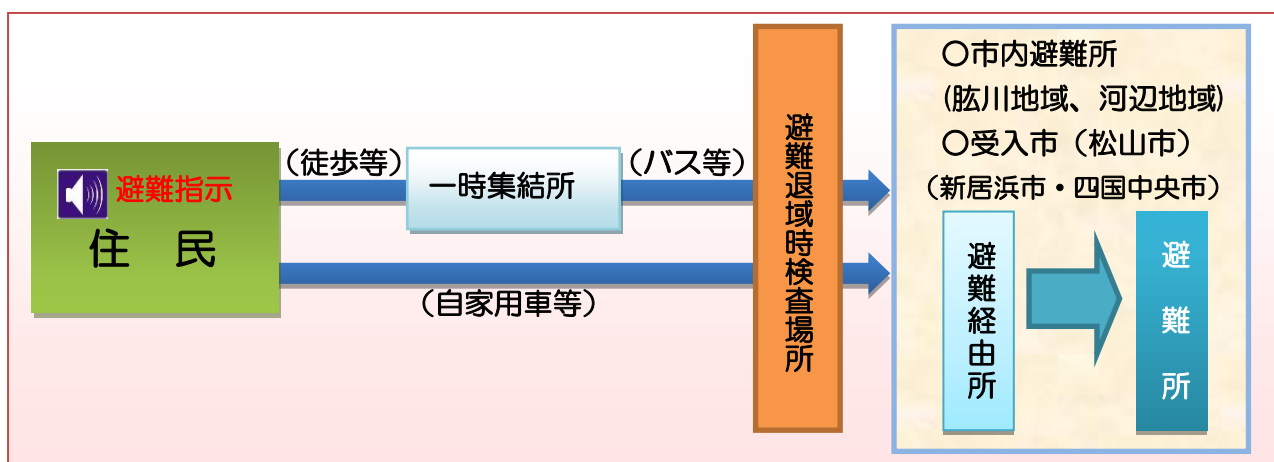 避難指示
住　民
（徒歩等）
一時集結所
（バス等）
（自家用車等）
避難退域時検査場所
〇市内避難所
(肱川地域、河辺地域)
〇受入市（松山市）
（新居浜市・四国中央市）
避難経由所
避難所